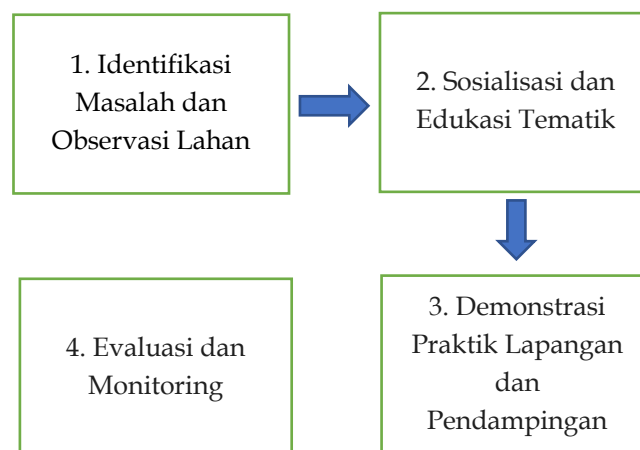 1. Identifikasi
Masalah dan
Observasi Lahan
2. Sosialisasi dan
Edukasi Tematik
3. Demonstrasi
Praktik Lapangan
dan
Pendampingan
4. Evaluasi dan
Monitoring